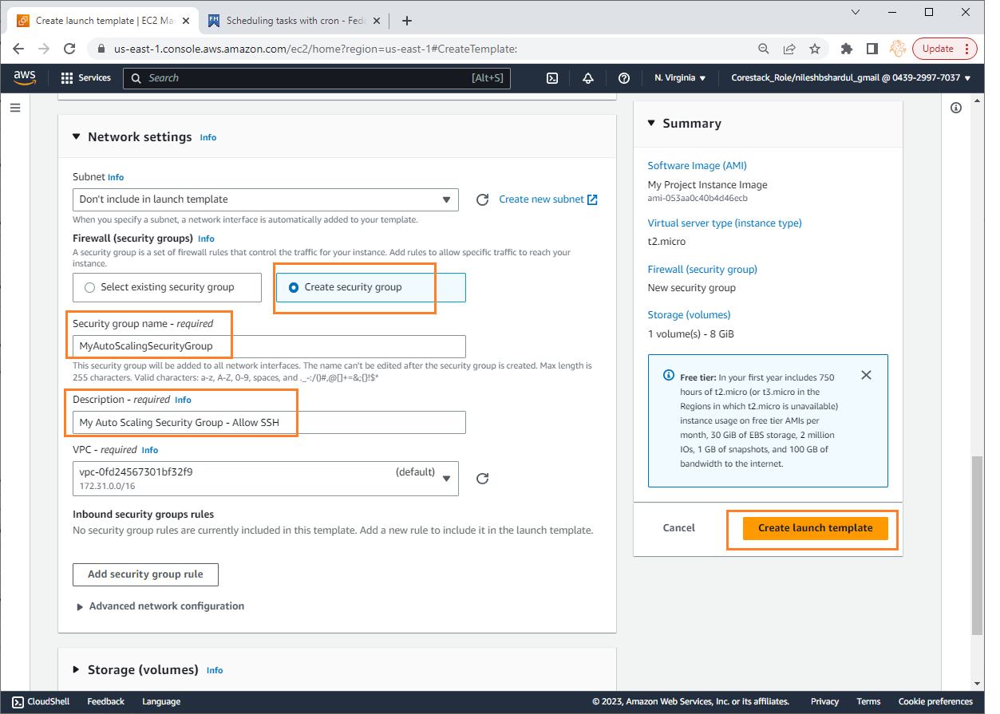 Create launch template | EC2 Ma
Scheduling tasks with cron - Fedo
us-east-1.console.aws.amazon.com/ec2/home?region=us-east-1#CreateTemplate:
Update
aws
Services
Search
[Alt+S]
N. Virginia
Corestack_Role/nileshbshardul_gmail @ 0439-2997-7037
Network settings Info
Subnet Info
Don't include in launch template
Create new subnet
When you specify a subnet, a network interface is automatically added to your template.
Firewall (security groups) Info
A security group is a set of firewall rules that control the traffic for your instance. Add rules to allow specific traffic to reach your
instance.
Select existing security group
Create security group
Security group name - required
MyAutoScalingSecurityGroup
This security group will be added to all network interfaces. The name can't be edited after the security group is created. Max length is
255 characters. Valid characters: a-z, A-Z, 0-9, spaces, and ._-:/()#,@[]+=&;{}!$*
Description - required Info
My Auto Scaling Security Group - Allow SSH
VPC - required Info
vpc-0fd24567301bf32f9
(default)
172.31.0.0/16
Inbound security groups rules
No security group rules are currently included in this template. Add a new rule to include it in the launch template.
Add security group rule
Advanced network configuration
Storage (volumes) Info
Summary
Software Image (AMI)
My Project Instance Image
ami-053aa0c40b4d46ecb
Virtual server type (instance type)
t2.micro
Firewall (security group)
New security group
Storage (volumes)
1 volume(s) - 8 GiB
Free tier: In your first year includes 750
hours of t2.micro (or t3.micro in the
Regions in which t2.micro is unavailable)
instance usage on free tier AMIs per
month, 30 GiB of EBS storage, 2 million
IOs, 1 GB of snapshots, and 100 GB of
bandwidth to the internet.
Cancel
Create launch template
CloudShell
Feedback
Language
© 2023, Amazon Web Services, Inc. or its affiliates.
Privacy
Terms
Cookie preferences